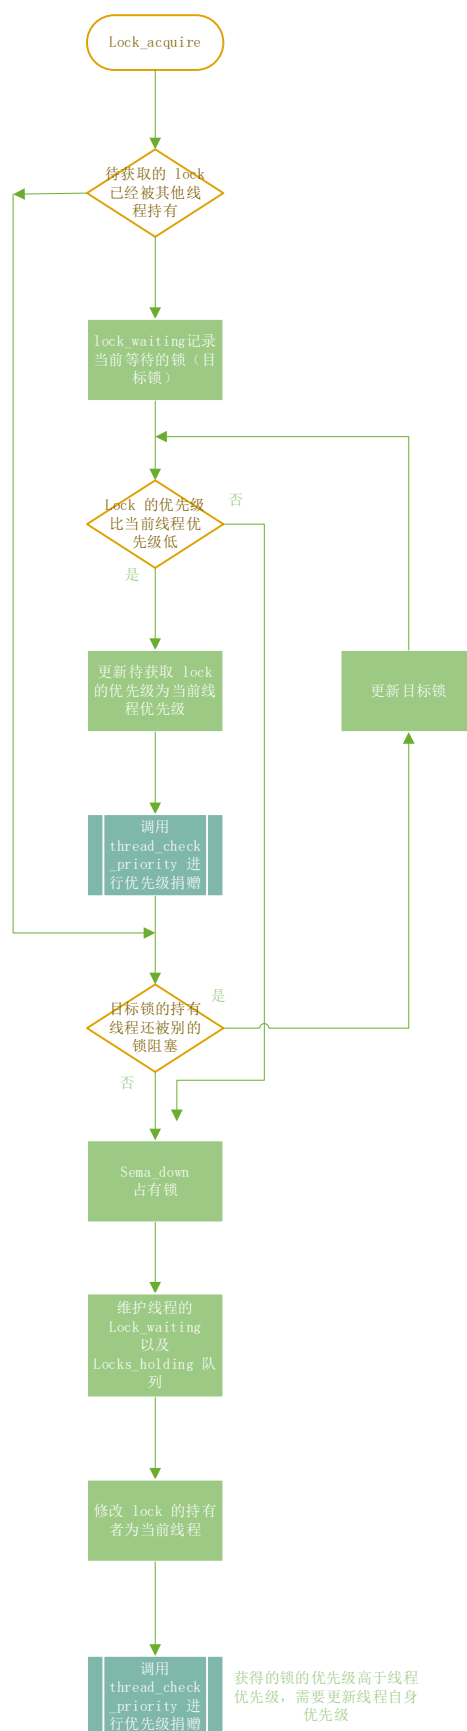 Lock_acquire
待获取的 lock
已经被其他线
程持有
lock_waiting记录
当前等待的锁（目
标锁）
Lock 的优先级
比当前线程优
先级低
否
是
更新待获取 lock
的优先级为当前线
程优先级
更新目标锁
调用
thread_check
_priority 进
行优先级捐赠
目标锁的持有
线程还被别的
锁阻塞
是
否
Sema_down
占有锁
维护线程的
Lock_waiting
以及
Locks_holding 队
列
修改 lock 的持有
者为当前线程
调用
thread_check
_priority 进
行优先级捐赠
获得的锁的优先级高于线程
优先级，需要更新线程自身
优先级